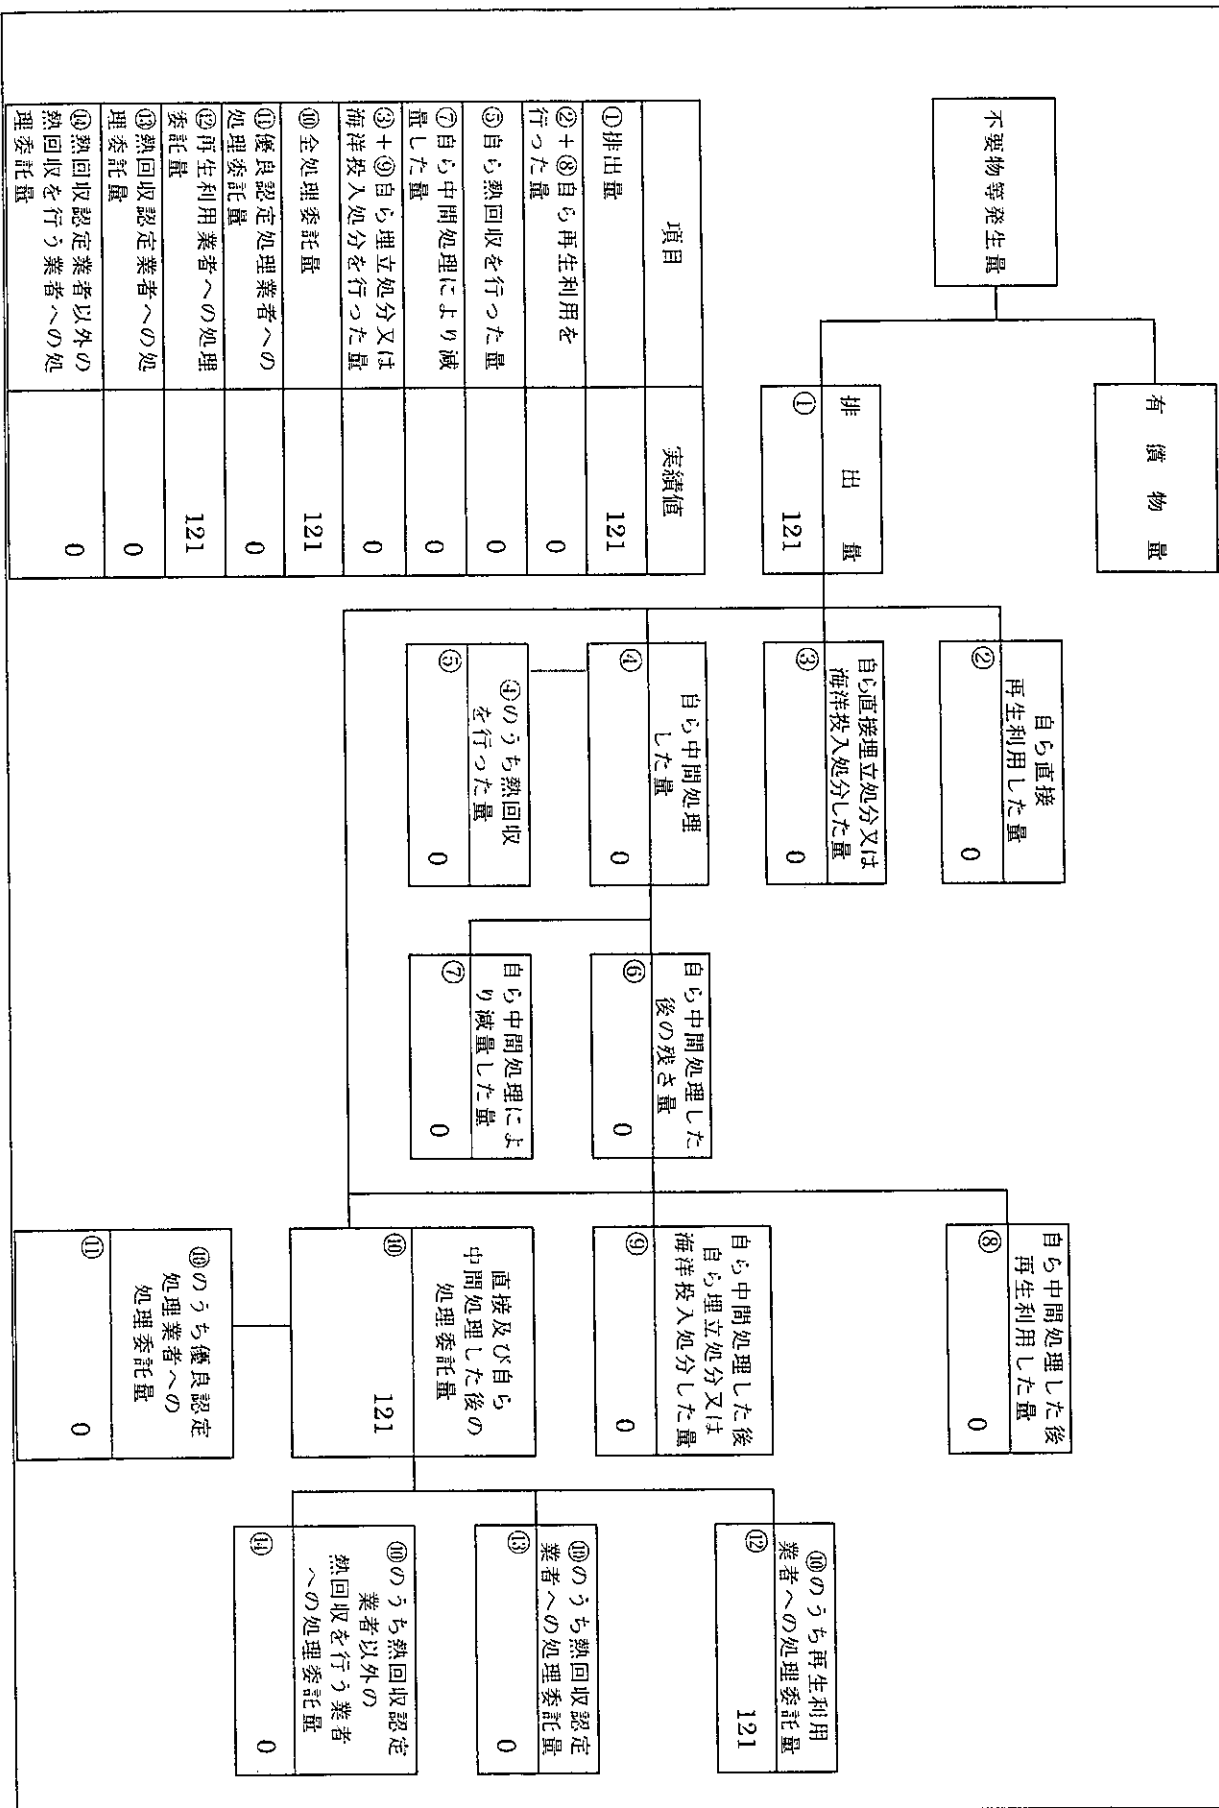 不要物等発生量
有償物量
排出量
① 121
自ら直接
再生利用した量
② 0
自ら直接埋立処分又は
海洋投入処分した量
③ 0
自ら中間処理
した量
④ 0
④のうち熱回収
を行った量
⑤ 0
自ら中間処理した
後の残さ量
⑥ 0
自ら中間処理によ
り減量した量
⑦ 0
自ら中間処理した後
再生利用した量
⑧ 0
自ら中間処理した後
自ら埋立処分又は
海洋投入処分した量
⑨ 0
直接及び自ら
中間処理した後の
処理委託量
⑩ 121
⑩のうち優良認定
処理業者への
処理委託量
⑪ 0
⑩のうち再生利用
業者への処理委託量
⑫ 121
⑩のうち熱回収認定
業者への処理委託量
⑬ 0
⑩のうち熱回収認定
業者以外の
熱回収を行う業者
への処理委託量
⑭ 0
項目 実績値
①排出量 121
②+⑧自ら再生利用を
行った量 0
⑤自ら熱回収を行った量 0
⑦自ら中間処理により減
量した量 0
③+⑨自ら埋立処分又は
海洋投入処分を行った量 0
⑩全処理委託量 121
⑪優良認定処理業者への
処理委託量 0
⑫再生利用業者への処理
委託量 121
⑬熱回収認定業者への処
理委託量 0
⑭熱回収認定業者以外の
熱回収を行う業者への処
理委託量 0